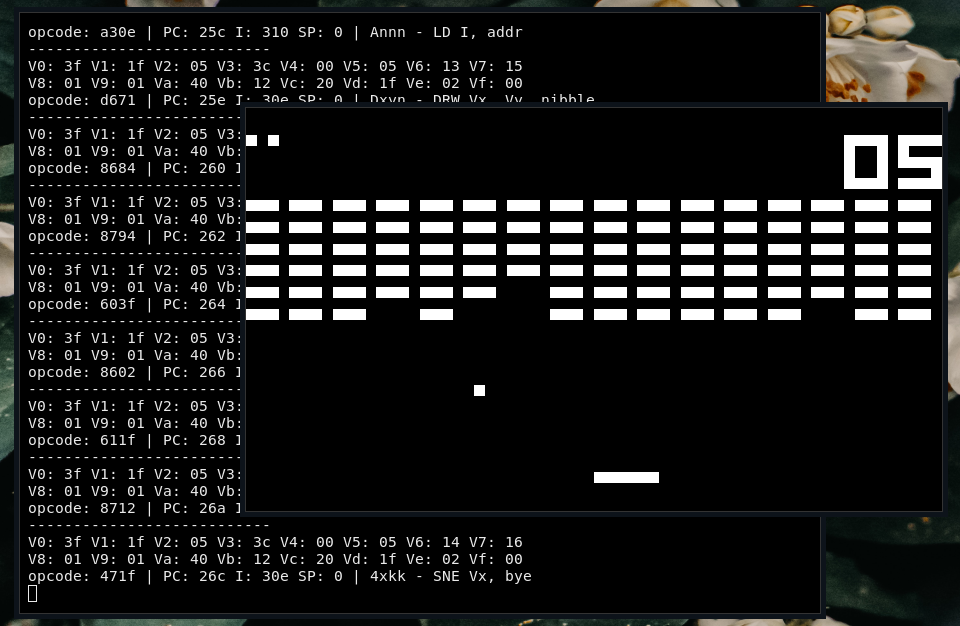 opcode: a30e | PC: 25c I: 310 SP: 0 | Annn - LD I, addr
---------------------------
V0: 3f V1: 1f V2: 05 V3: 3c V4: 00 V5: 05 V6: 13 V7: 15
V8: 01 V9: 01 Va: 40 Vb: 12 Vc: 20 Vd: 1f Ve: 02 Vf: 00
opcode: d671 | PC: 25e I: 30e SP: 0 | Dxyn - DRW Vx, Vy, nibble
---------------------------
V0: 3f V1: 1f V2: 05 V3:
V8: 01 V9: 01 Va: 40 Vb:
opcode: 8684 | PC: 260 I
---------------------------
V0: 3f V1: 1f V2: 05 V3:
V8: 01 V9: 01 Va: 40 Vb:
opcode: 8794 | PC: 262 I
---------------------------
V0: 3f V1: 1f V2: 05 V3:
V8: 01 V9: 01 Va: 40 Vb:
opcode: 603f | PC: 264 I
---------------------------
V0: 3f V1: 1f V2: 05 V3:
V8: 01 V9: 01 Va: 40 Vb:
opcode: 8602 | PC: 266 I
---------------------------
V0: 3f V1: 1f V2: 05 V3:
V8: 01 V9: 01 Va: 40 Vb:
opcode: 611f | PC: 268 I
---------------------------
V0: 3f V1: 1f V2: 05 V3:
V8: 01 V9: 01 Va: 40 Vb:
opcode: 8712 | PC: 26a I
---------------------------
V0: 3f V1: 1f V2: 05 V3: 3c V4: 00 V5: 05 V6: 14 V7: 16
V8: 01 V9: 01 Va: 40 Vb: 12 Vc: 20 Vd: 1f Ve: 02 Vf: 00
opcode: 471f | PC: 26c I: 30e SP: 0 | 4xkk - SNE Vx, bye
05